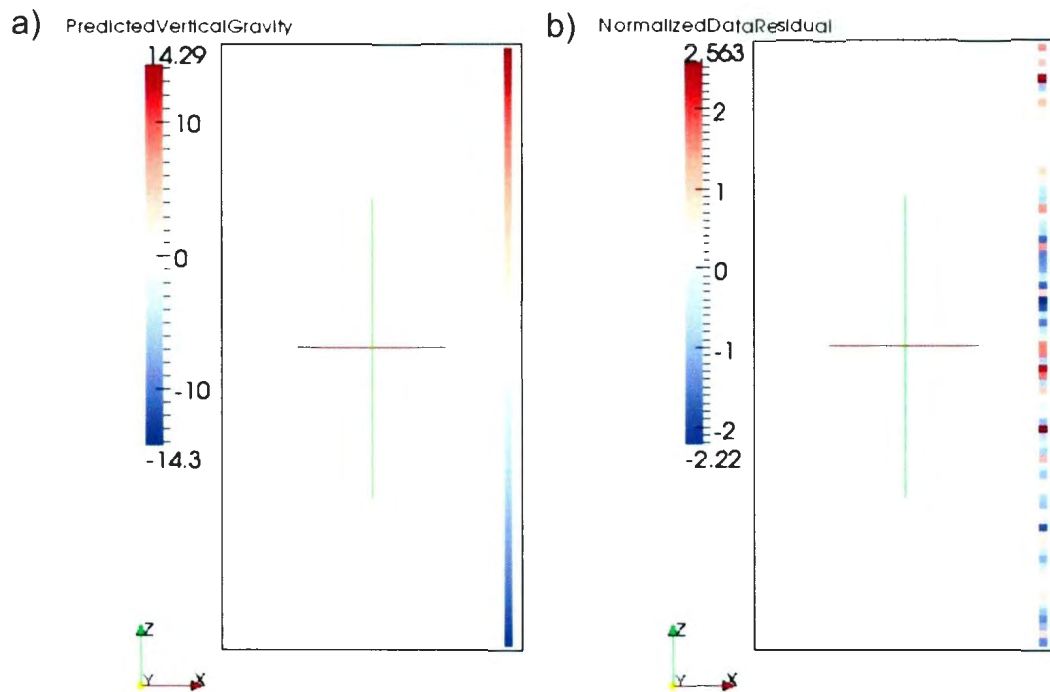 a) PredictedVerticalGravity
14.29
10
0
-10
-14.3
Z
Y
X
b) NormalizedDataResidual
2.563
2
1
0
-1
-2
-2.22
Z
Y
X